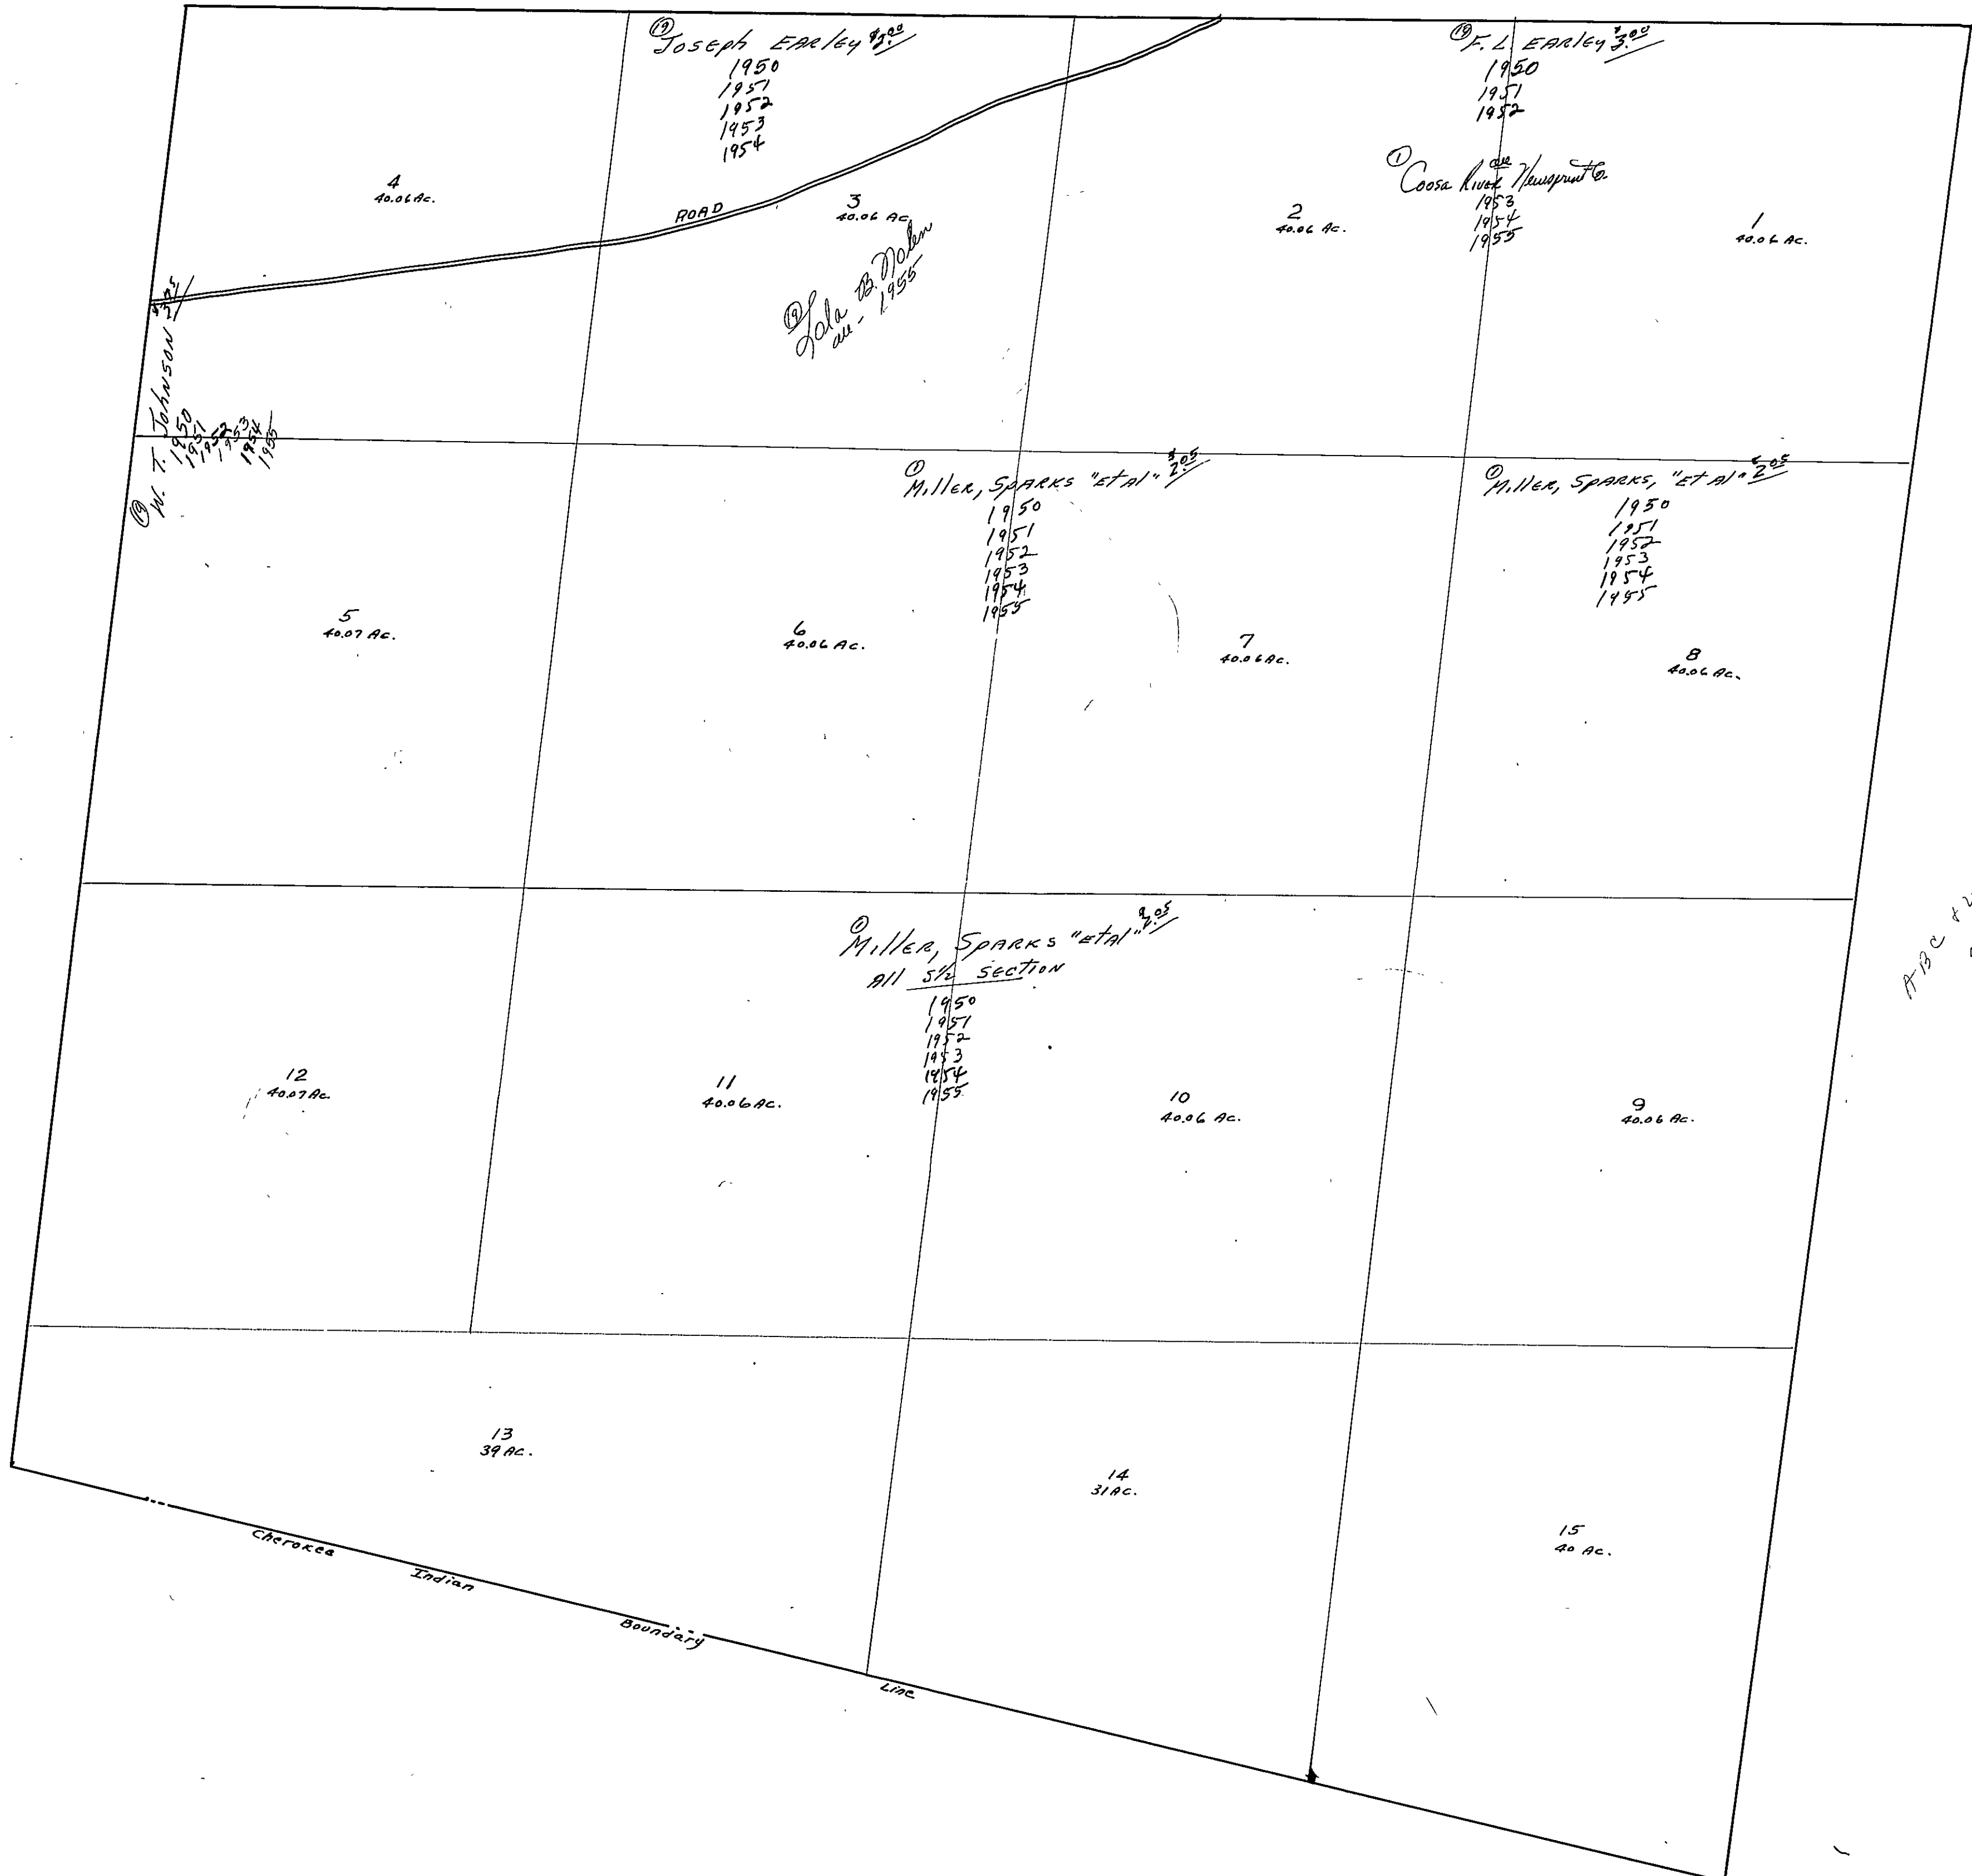 ⑲ Joseph EARLEY
1950
1951
1952
1953
1954
⑲ F. L. EARLEY $3.00
1950
1951
1952
① Coosa River Newsprint Co.
all
1953
1954
1955
4
40.06 Ac.
ROAD
3
40.06 Ac.
2
40.06 Ac.
1
40.06 Ac.
⑲ Lola B. Nolen
all - 1955
⑲ W. T. Johnson
1950
1951
1952
1953
1954
1955
① Miller, Sparks "Et Al" $2.05
1950
1951
1952
1953
1954
1955
① Miller, Sparks, "Et Al" $2.05
1950
1951
1952
1953
1954
1955
5
40.07 Ac.
6
40.06 Ac.
7
40.06 Ac.
8
40.06 Ac.
① Miller, Sparks "Et Al" $2.05
All S½ Section
1950
1951
1952
1953
1954
1955
A-B C
12
40.07 Ac.
11
40.06 Ac.
10
40.06 Ac.
9
40.06 Ac.
13
39 Ac.
14
31 Ac.
15
40 Ac.
Cherokee Indian Boundary Line